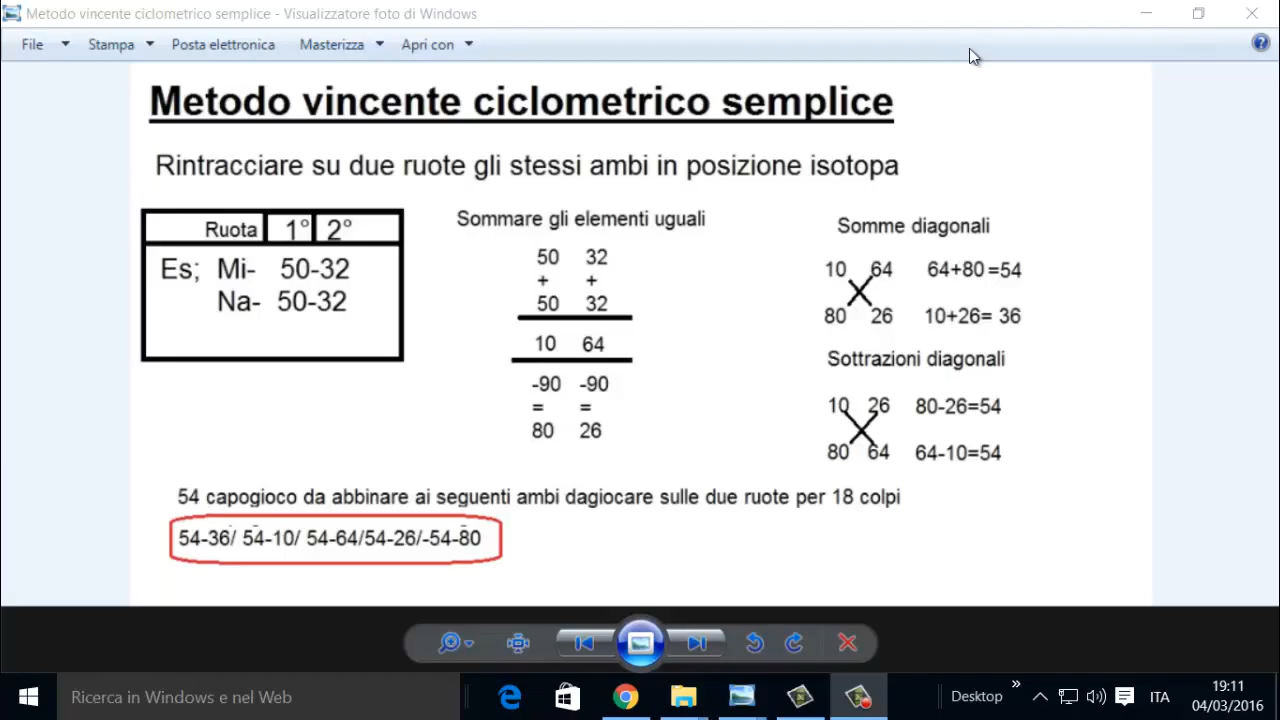 Metodo vincente ciclometrico semplice - Visualizzatore foto di Windows
File Stampa Posta elettronica Masterizza Apri con
Metodo vincente ciclometrico semplice
Rintracciare su due ruote gli stessi ambi in posizione isotopa
Ruota 1° 2°
Es; Mi- 50-32
Na- 50-32
Sommare gli elementi uguali
50 32
+ +
50 32
10 64
-90 -90
= =
80 26
Somme diagonali
10 64 64+80 =54
80 26 10+26= 36
Sottrazioni diagonali
10 26 80-26=54
80 64 64-10=54
54 capogioco da abbinare ai seguenti ambi dagiocare sulle due ruote per 18 colpi
54-36/ 54-10/ 54-64/54-26/-54-80
Ricerca in Windows e nel Web
Desktop » ITA
19:11
04/03/2016